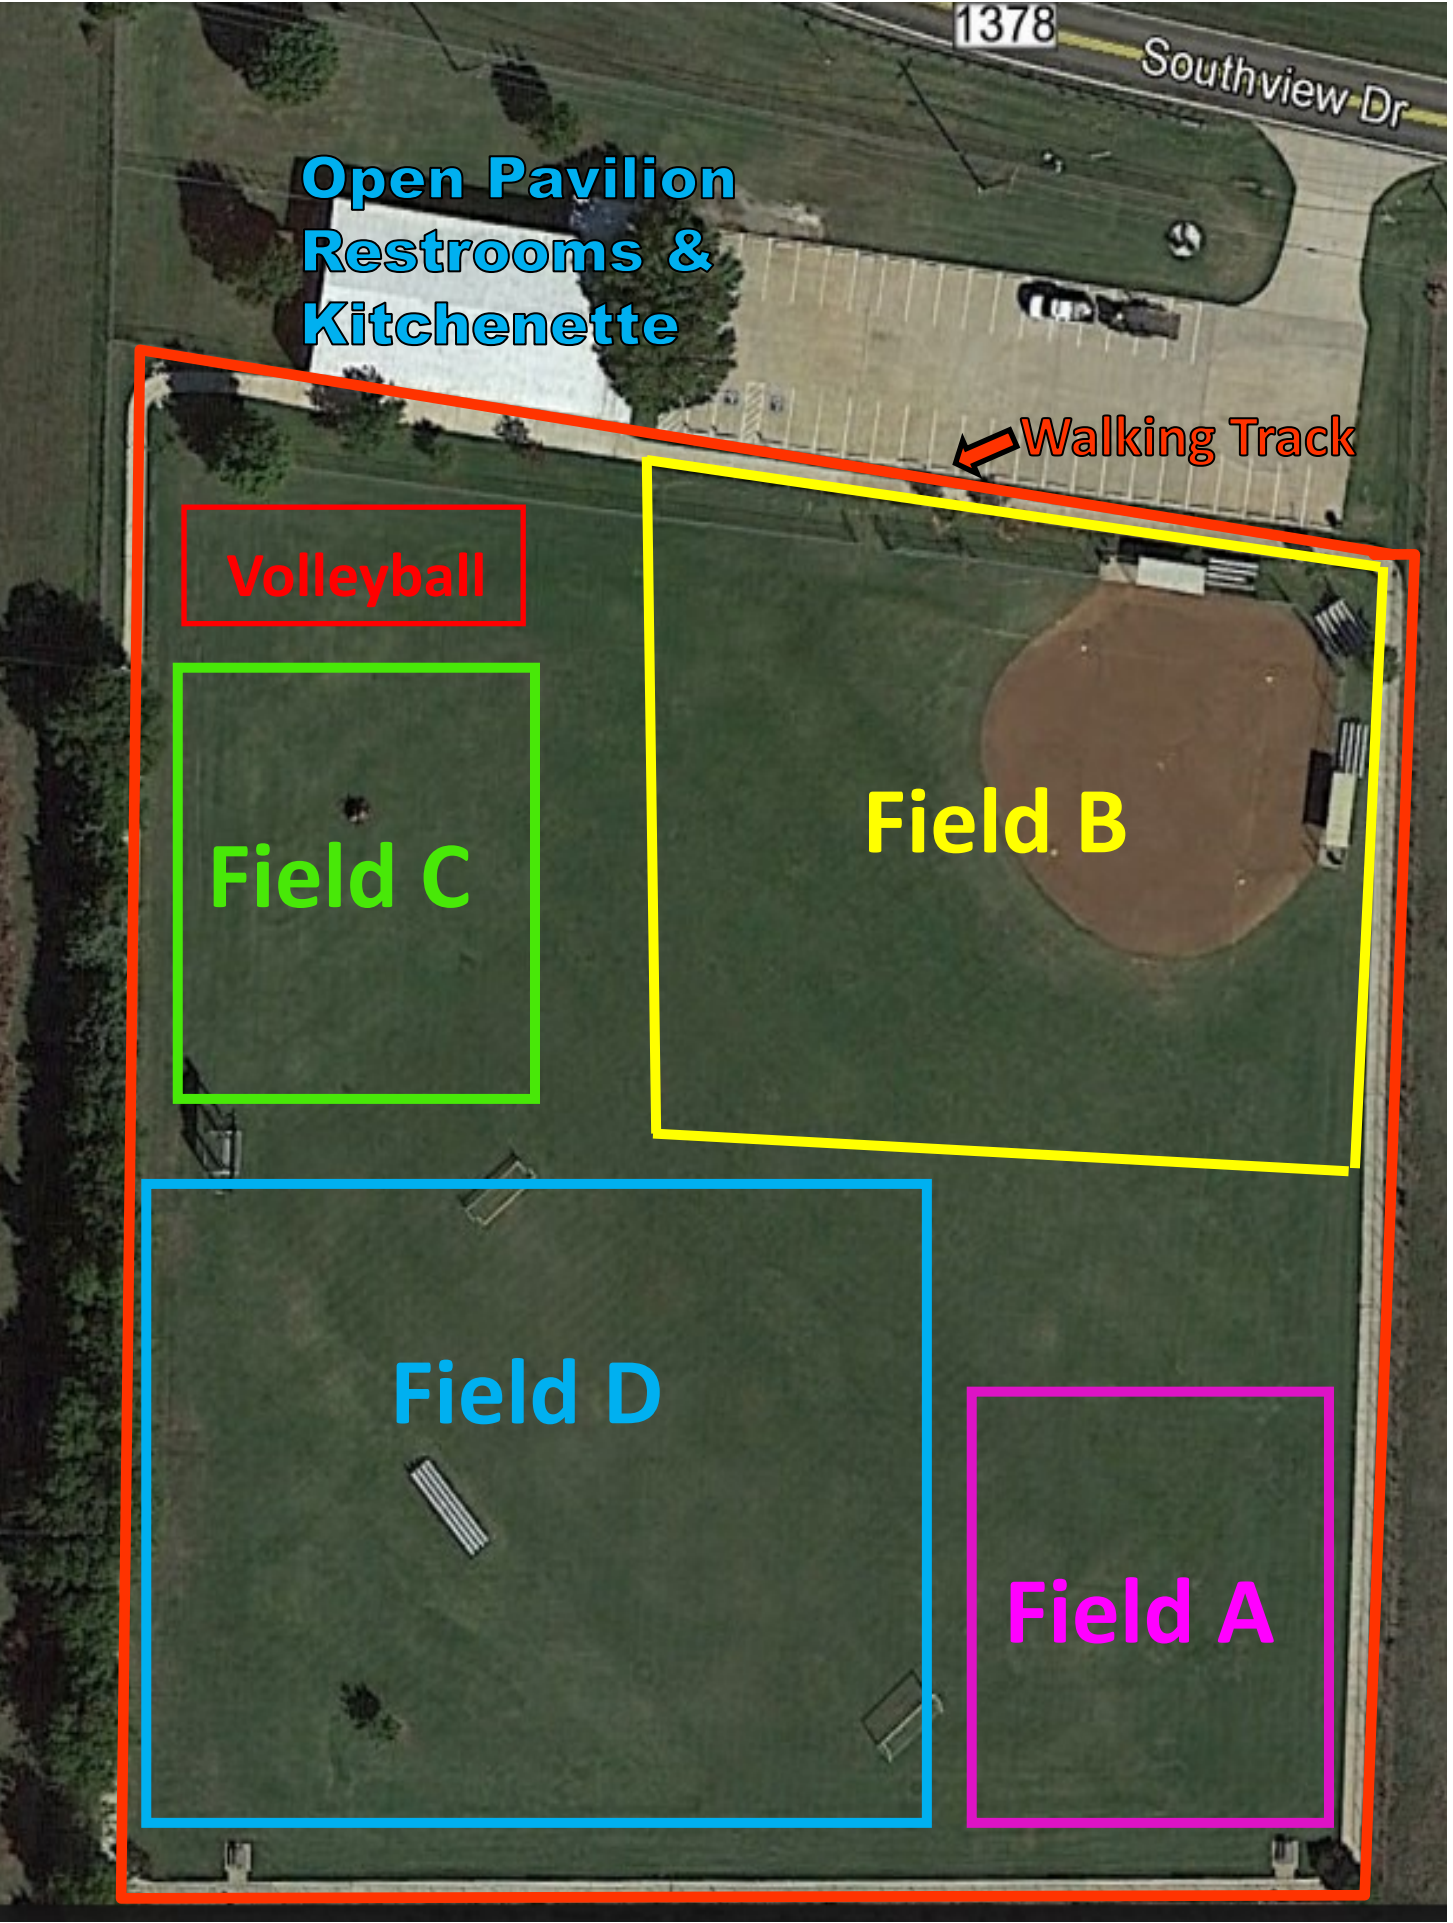 1378
Southview Dr
Open Pavilion
Restrooms &
Kitchenette
Walking Track
Volleyball
Field B
Field C
Field D
Field A